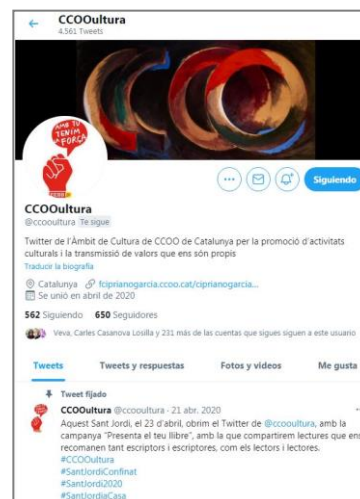 CCOOultura
4.561 Tweets
AMB TU
TENIM
+ FORÇA
Siguiendo
CCOOultura
@ccooultura Te sigue
Twitter de l'Àmbit de Cultura de CCOO de Catalunya per la promoció d'activitats
culturals i la transmissió de valors que ens són propis
Traducir la biografía
Catalunya fciprianogarcia.ccoo.cat/ciprianogarcia...
Se unió en abril de 2020
562 Siguiendo 650 Seguidores
Veva, Carles Casanova Losilla y 231 más de las cuentas que sigues siguen a este usuario
Tweets Tweets y respuestas Fotos y vídeos Me gusta
Tweet fijado
CCOOultura @ccooultura · 21 abr. 2020
Aquest Sant Jordi, el 23 d'abril, obrim el Twitter de @ccooultura, amb la
campanya "Presenta el teu llibre", amb la que compartirem lectures que ens
recomanen tant escriptors i escriptores, com els lectors i lectores.
#CCOOultura
#SantJordiConfinat
#SantJordi2020
#SantJordiaCasa